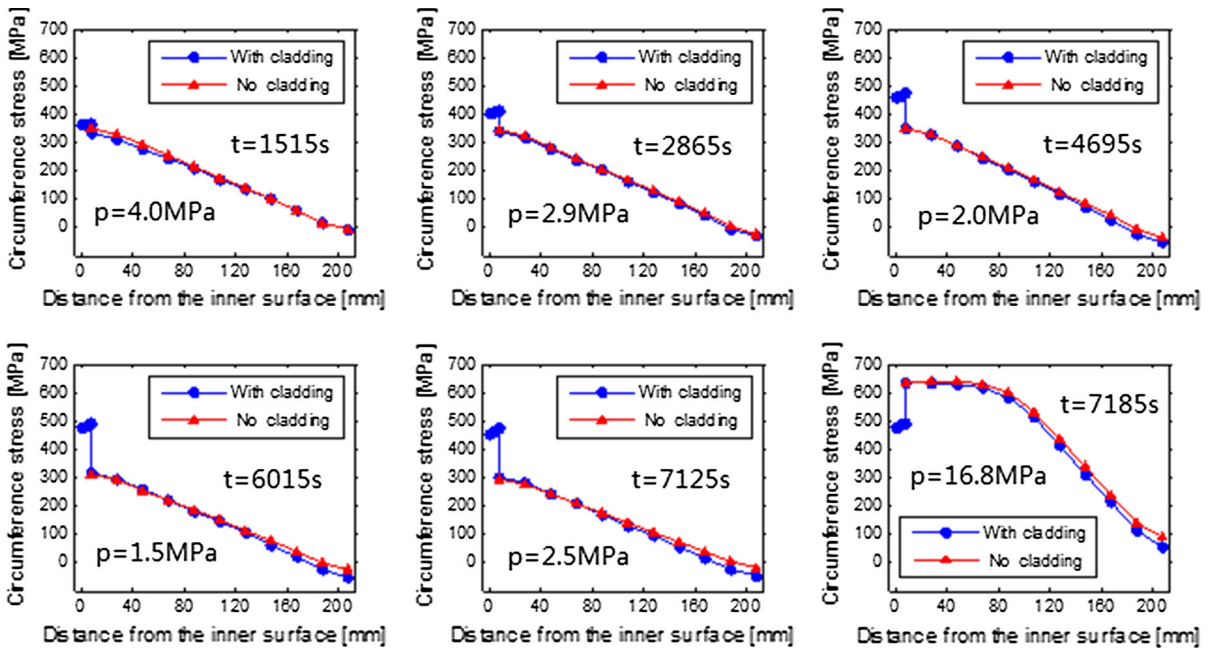 Circumference stress [MPa]
700
600
500
400
300
200
100
0
With cladding
No cladding
t=1515s
p=4.0MPa
0 40 80 120 160 200
Distance from the inner surface [mm]
Circumference stress [MPa]
700
600
500
400
300
200
100
0
With cladding
No cladding
t=2865s
p=2.9MPa
0 40 80 120 160 200
Distance from the inner surface [mm]
Circumference stress [MPa]
700
600
500
400
300
200
100
0
With cladding
No cladding
t=4695s
p=2.0MPa
0 40 80 120 160 200
Distance from the inner surface [mm]
Circumference stress [MPa]
700
600
500
400
300
200
100
0
With cladding
No cladding
t=6015s
p=1.5MPa
0 40 80 120 160 200
Distance from the inner surface [mm]
Circumference stress [MPa]
700
600
500
400
300
200
100
0
With cladding
No cladding
t=7125s
p=2.5MPa
0 40 80 120 160 200
Distance from the inner surface [mm]
Circumference stress [MPa]
700
600
500
400
300
200
100
0
t=7185s
p=16.8MPa
With cladding
No cladding
0 40 80 120 160 200
Distance from the inner surface [mm]